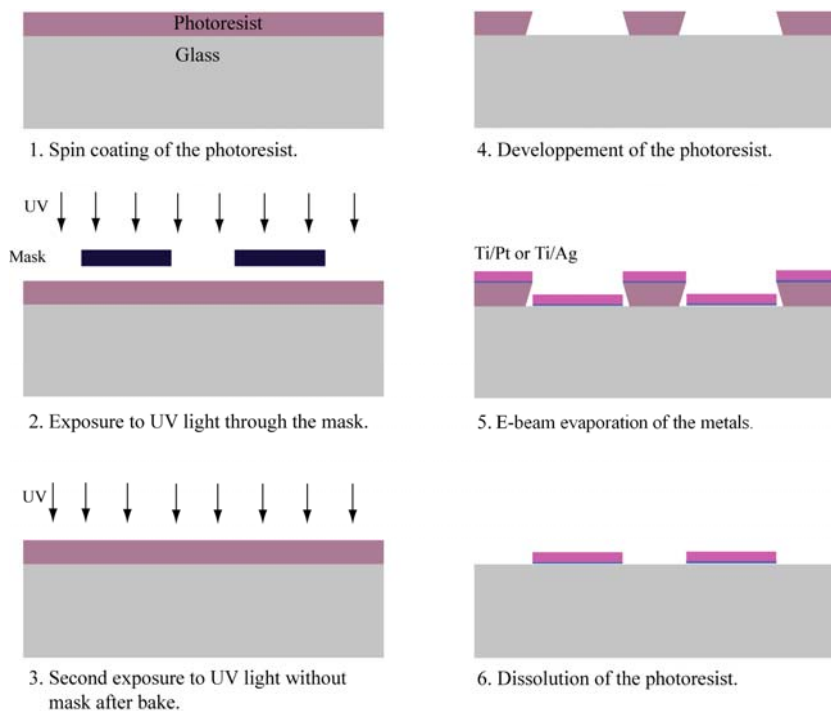 Photoresist
Glass
1. Spin coating of the photoresist.
UV
Mask
2. Exposure to UV light through the mask.
UV
3. Second exposure to UV light without
mask after bake.
4. Developpement of the photoresist.
Ti/Pt or Ti/Ag
5. E-beam evaporation of the metals.
6. Dissolution of the photoresist.